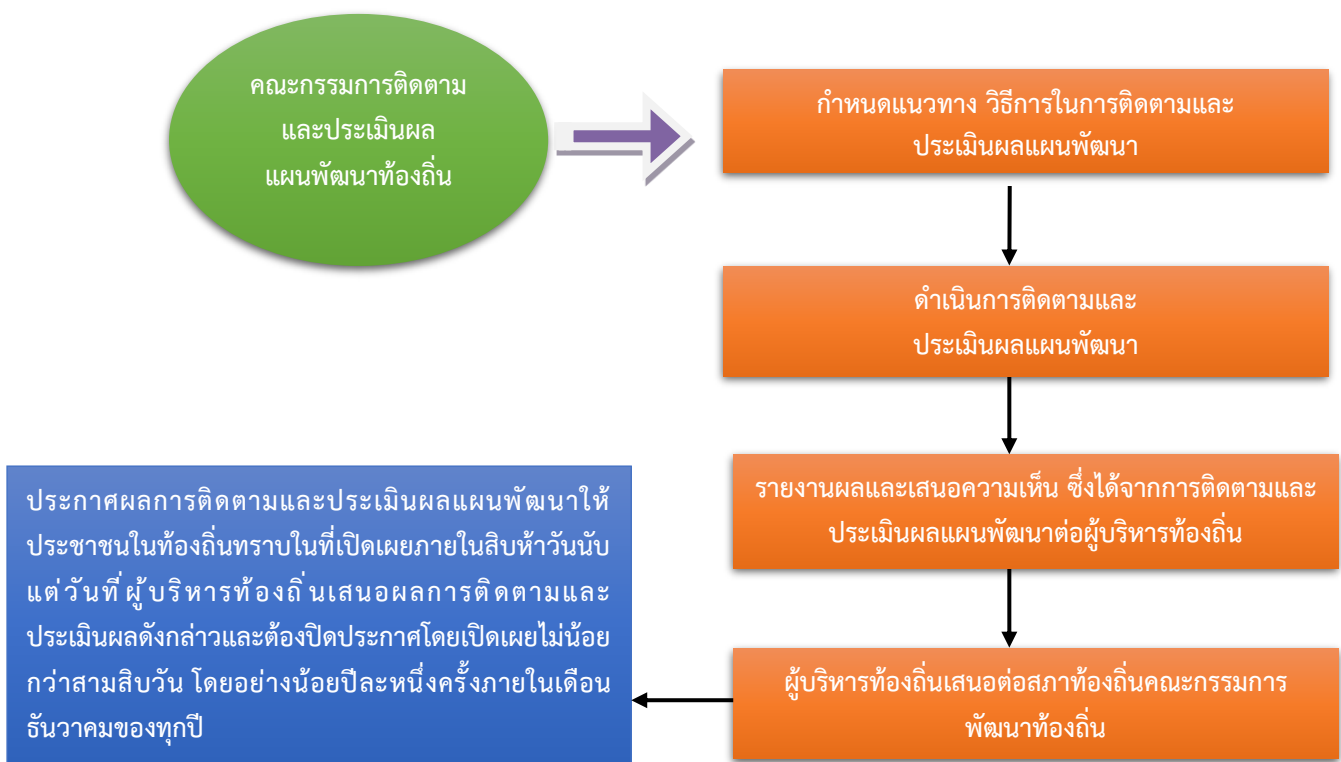 คณะกรรมการติดตาม
และประเมินผล
แผนพัฒนาท้องถิ่น
กำหนดแนวทาง วิธีการในการติดตามและ
ประเมินผลแผนพัฒนา
ดำเนินการติดตามและ
ประเมินผลแผนพัฒนา
รายงานผลและเสนอความเห็น ซึ่งได้จากการติดตามและ
ประเมินผลแผนพัฒนาต่อผู้บริหารท้องถิ่น
ผู้บริหารท้องถิ่นเสนอต่อสภาท้องถิ่นคณะกรรมการ
พัฒนาท้องถิ่น
ประกาศผลการติดตามและประเมินผลแผนพัฒนาให้
ประชาชนในท้องถิ่นทราบในที่เปิดเผยภายในสิบห้าวันนับ
แต่วันที่ผู้บริหารท้องถิ่นเสนอผลการติดตามและ
ประเมินผลดังกล่าวและต้องปิดประกาศโดยเปิดเผยไม่น้อย
กว่าสามสิบวัน โดยอย่างน้อยปีละหนึ่งครั้งภายในเดือน
ธันวาคมของทุกปี